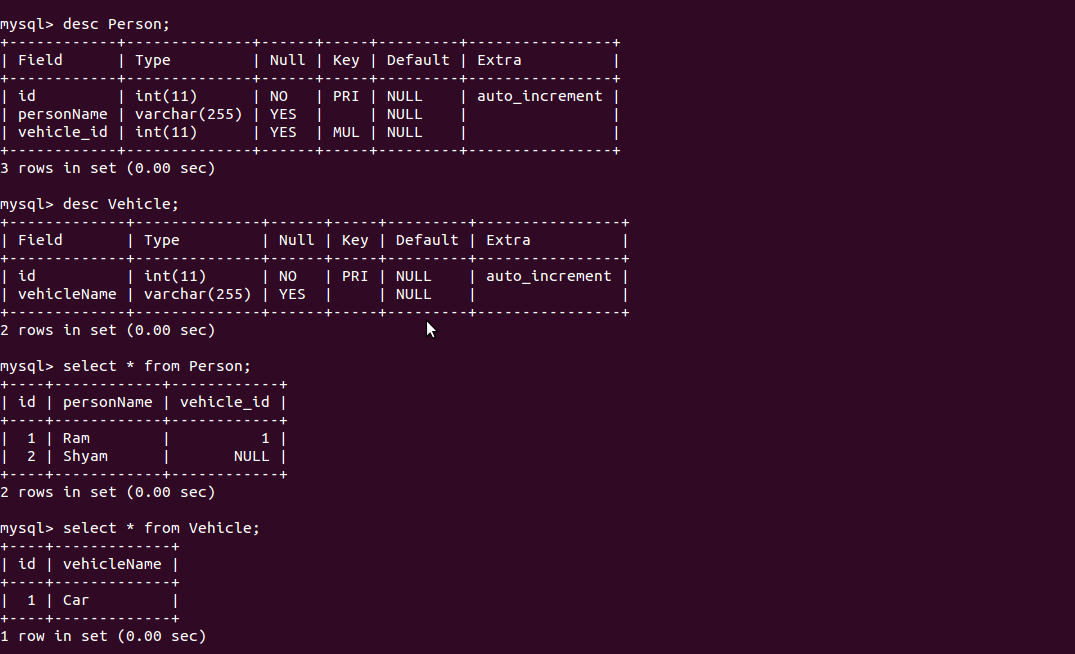 mysql> desc Person;
+------------+--------------+------+-----+---------+----------------+
| Field      | Type         | Null | Key | Default | Extra          |
+------------+--------------+------+-----+---------+----------------+
| id         | int(11)      | NO   | PRI | NULL    | auto_increment |
| personName | varchar(255) | YES  |     | NULL    |                |
| vehicle_id | int(11)      | YES  | MUL | NULL    |                |
+------------+--------------+------+-----+---------+----------------+
3 rows in set (0.00 sec)

mysql> desc Vehicle;
+-------------+--------------+------+-----+---------+----------------+
| Field       | Type         | Null | Key | Default | Extra          |
+-------------+--------------+------+-----+---------+----------------+
| id          | int(11)      | NO   | PRI | NULL    | auto_increment |
| vehicleName | varchar(255) | YES  |     | NULL    |                |
+-------------+--------------+------+-----+---------+----------------+
2 rows in set (0.00 sec)

mysql> select * from Person;
+----+------------+------------+
| id | personName | vehicle_id |
+----+------------+------------+
|  1 | Ram        |          1 |
|  2 | Shyam      |       NULL |
+----+------------+------------+
2 rows in set (0.00 sec)

mysql> select * from Vehicle;
+----+-------------+
| id | vehicleName |
+----+-------------+
|  1 | Car         |
+----+-------------+
1 row in set (0.00 sec)